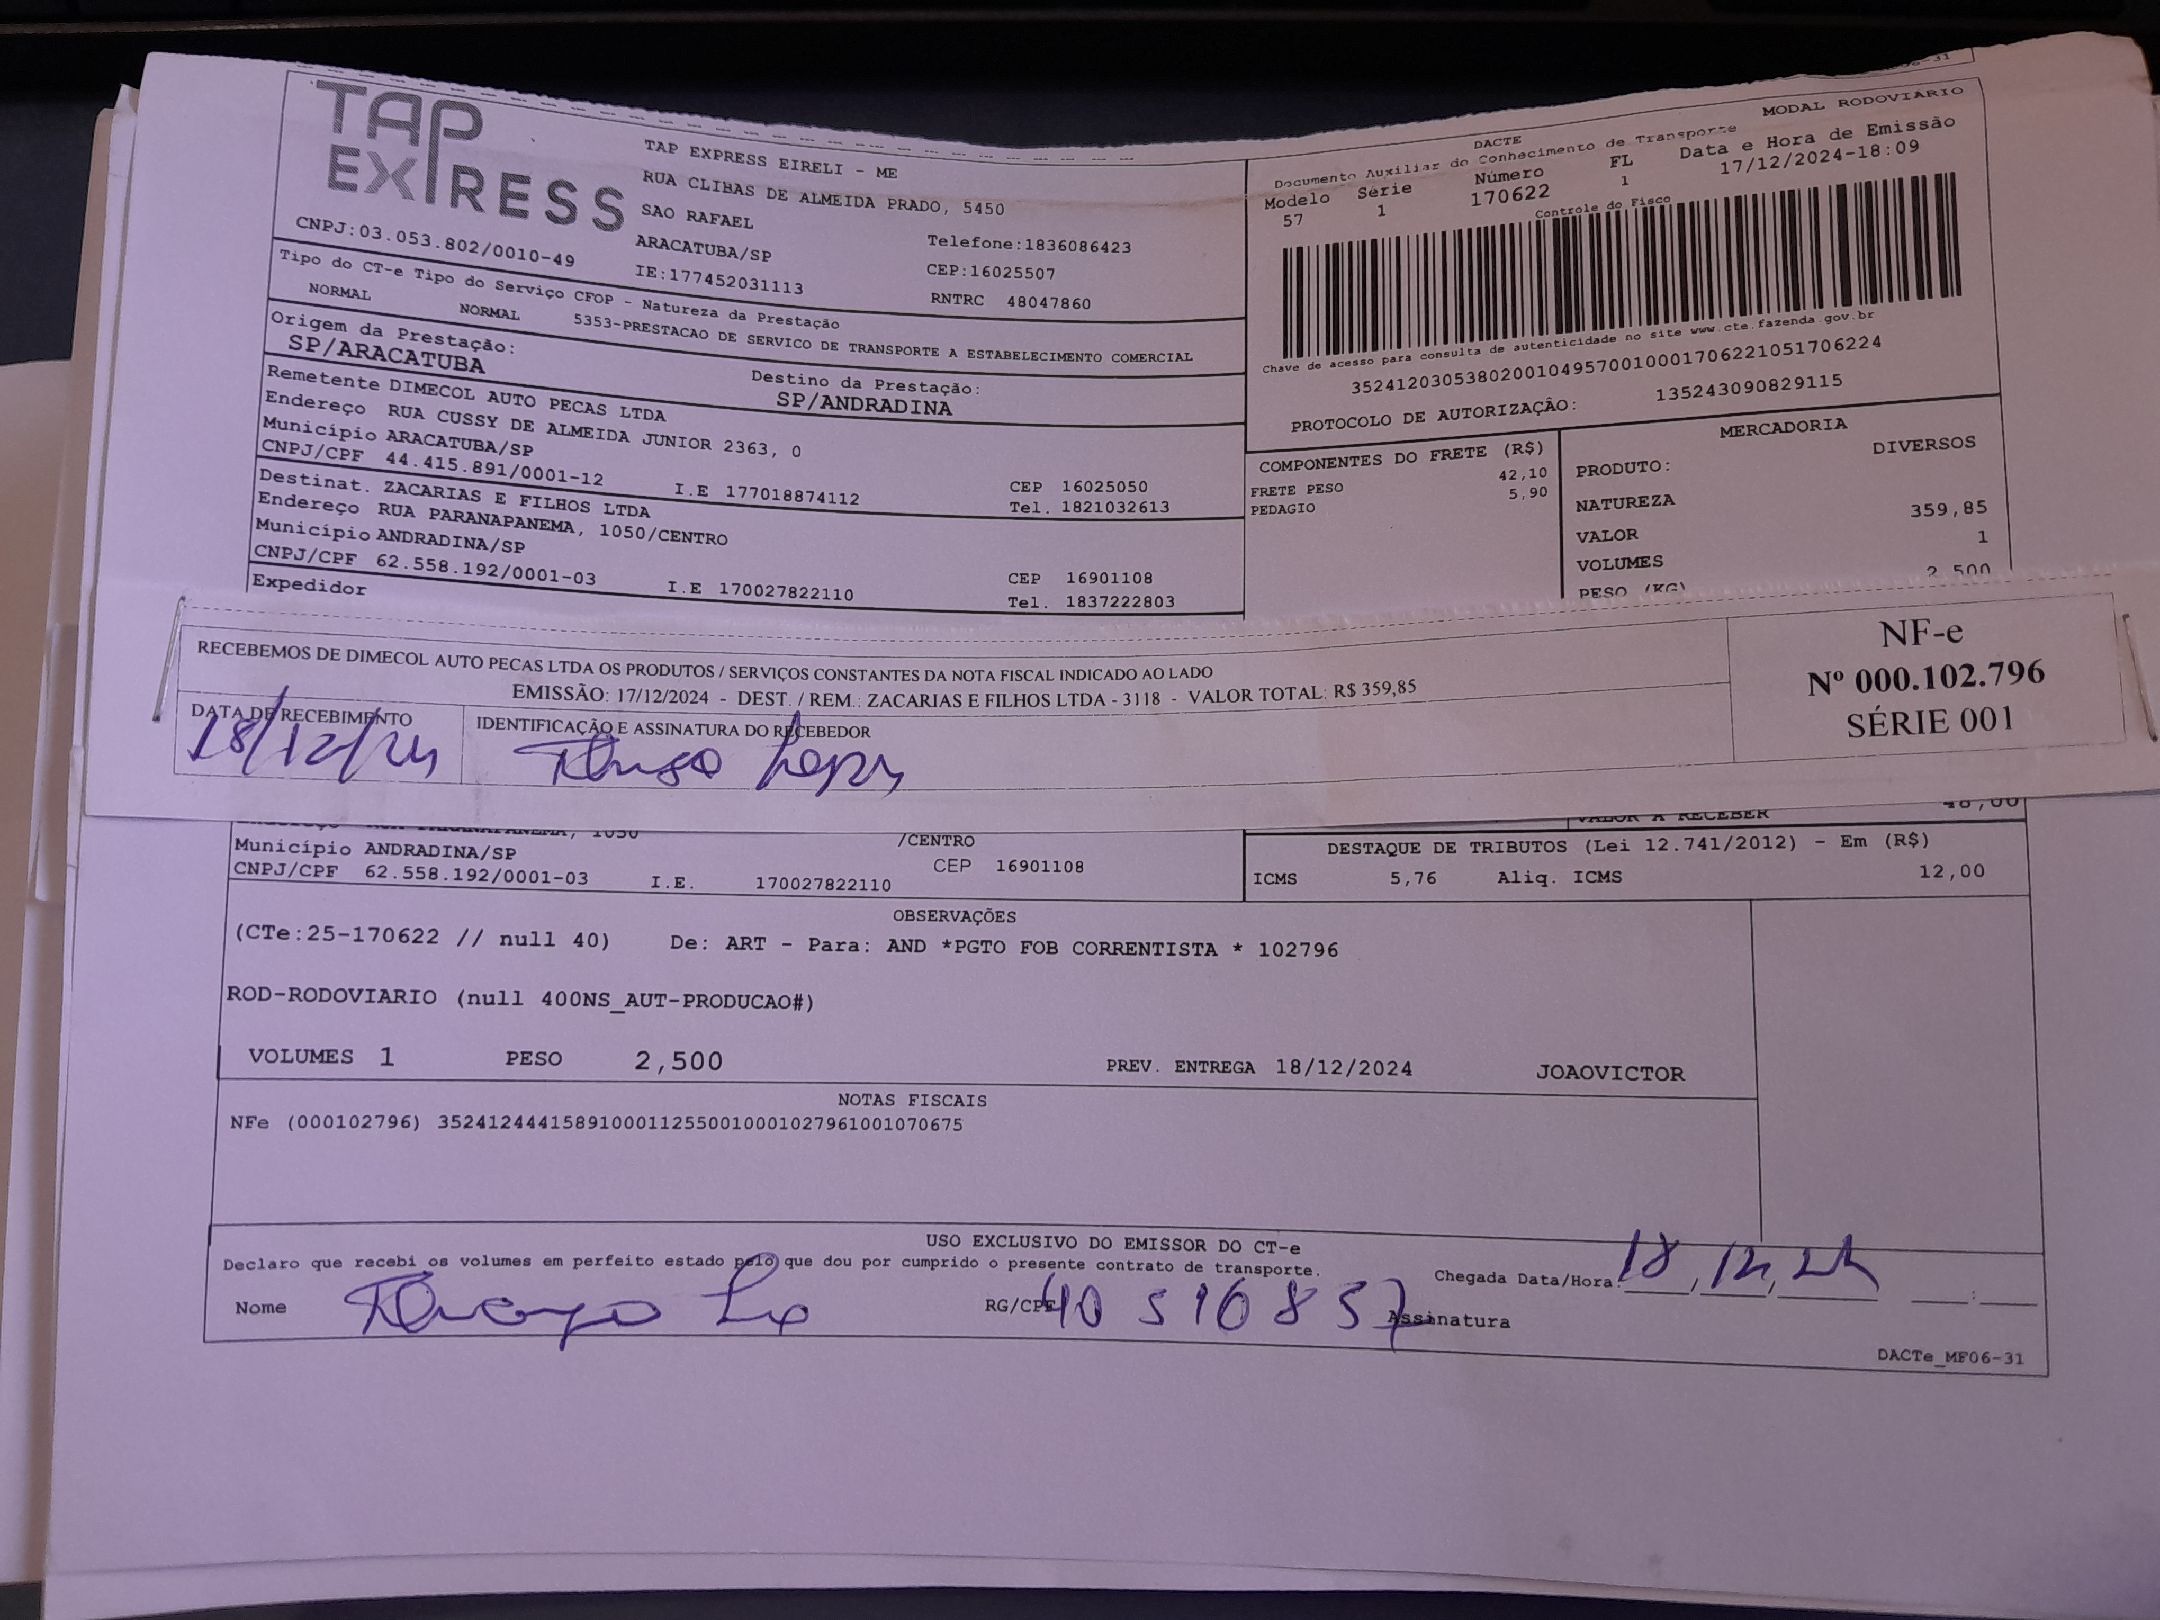 TAP
EXPRESS
TAP EXPRESS EIRELI - ME
RUA CLIBAS DE ALMEIDA PRADO, 5450
SAO RAFAEL
ARACATUBA/SP Telefone:1836086423
CNPJ:03.053.802/0010-49 IE:177452031113 CEP:16025507
RNTRC 48047860
Tipo do CT-e Tipo do Serviço CFOP - Natureza da Prestação
NORMAL NORMAL 5353-PRESTACAO DE SERVICO DE TRANSPORTE A ESTABELECIMENTO COMERCIAL
Origem da Prestação: Destino da Prestação:
SP/ARACATUBA SP/ANDRADINA
Remetente DIMECOL AUTO PECAS LTDA
Endereço RUA CUSSY DE ALMEIDA JUNIOR 2363, 0
Município ARACATUBA/SP CEP 16025050
CNPJ/CPF 44.415.891/0001-12 I.E 177018874112 Tel. 1821032613
Destinat. ZACARIAS E FILHOS LTDA
Endereço RUA PARANAPANEMA, 1050/CENTRO
Município ANDRADINA/SP CEP 16901108
CNPJ/CPF 62.558.192/0001-03 I.E 170027822110 Tel. 1837222803
Expedidor
DACTE MODAL RODOVIARIO
Documento Auxiliar do Conhecimento de Transporte
Modelo Série Número FL Data e Hora de Emissão
57 1 170622 1 17/12/2024-18:09
Controle do Fisco
Chave de acesso para consulta de autenticidade no site www.cte.fazenda.gov.br
35241203053802001049570010001706221051706224
PROTOCOLO DE AUTORIZAÇÃO: 135243090829115
COMPONENTES DO FRETE (R$)
FRETE PESO 42,10
PEDAGIO 5,90
MERCADORIA
PRODUTO: DIVERSOS
NATUREZA
VALOR 359,85
VOLUMES 1
PESO (KG) 2,500
RECEBEMOS DE DIMECOL AUTO PECAS LTDA OS PRODUTOS / SERVIÇOS CONSTANTES DA NOTA FISCAL INDICADO AO LADO
EMISSÃO: 17/12/2024 - DEST. / REM.: ZACARIAS E FILHOS LTDA - 3118 - VALOR TOTAL: R$ 359,85
DATA DE RECEBIMENTO IDENTIFICAÇÃO E ASSINATURA DO RECEBEDOR
18/12/24
NF-e
Nº 000.102.796
SÉRIE 001
VALOR A RECEBER 48,00
/CENTRO
Município ANDRADINA/SP CEP 16901108
CNPJ/CPF 62.558.192/0001-03 I.E. 170027822110
DESTAQUE DE TRIBUTOS (Lei 12.741/2012) - Em (R$)
ICMS 5,76 Aliq. ICMS 12,00
OBSERVAÇÕES
(CTe:25-170622 // null 40) De: ART - Para: AND *PGTO FOB CORRENTISTA * 102796
ROD-RODOVIARIO (null 400NS_AUT-PRODUCAO#)
VOLUMES 1 PESO 2,500 PREV. ENTREGA 18/12/2024 JOAOVICTOR
NOTAS FISCAIS
NFe (000102796) 35241244415891000112550010001027961001070675
USO EXCLUSIVO DO EMISSOR DO CT-e
Declaro que recebi os volumes em perfeito estado pelo que dou por cumprido o presente contrato de transporte.
Chegada Data/Hora: 18,12,24
Nome RG/CPF 40 516857 Assinatura
DACTe_MF06-31